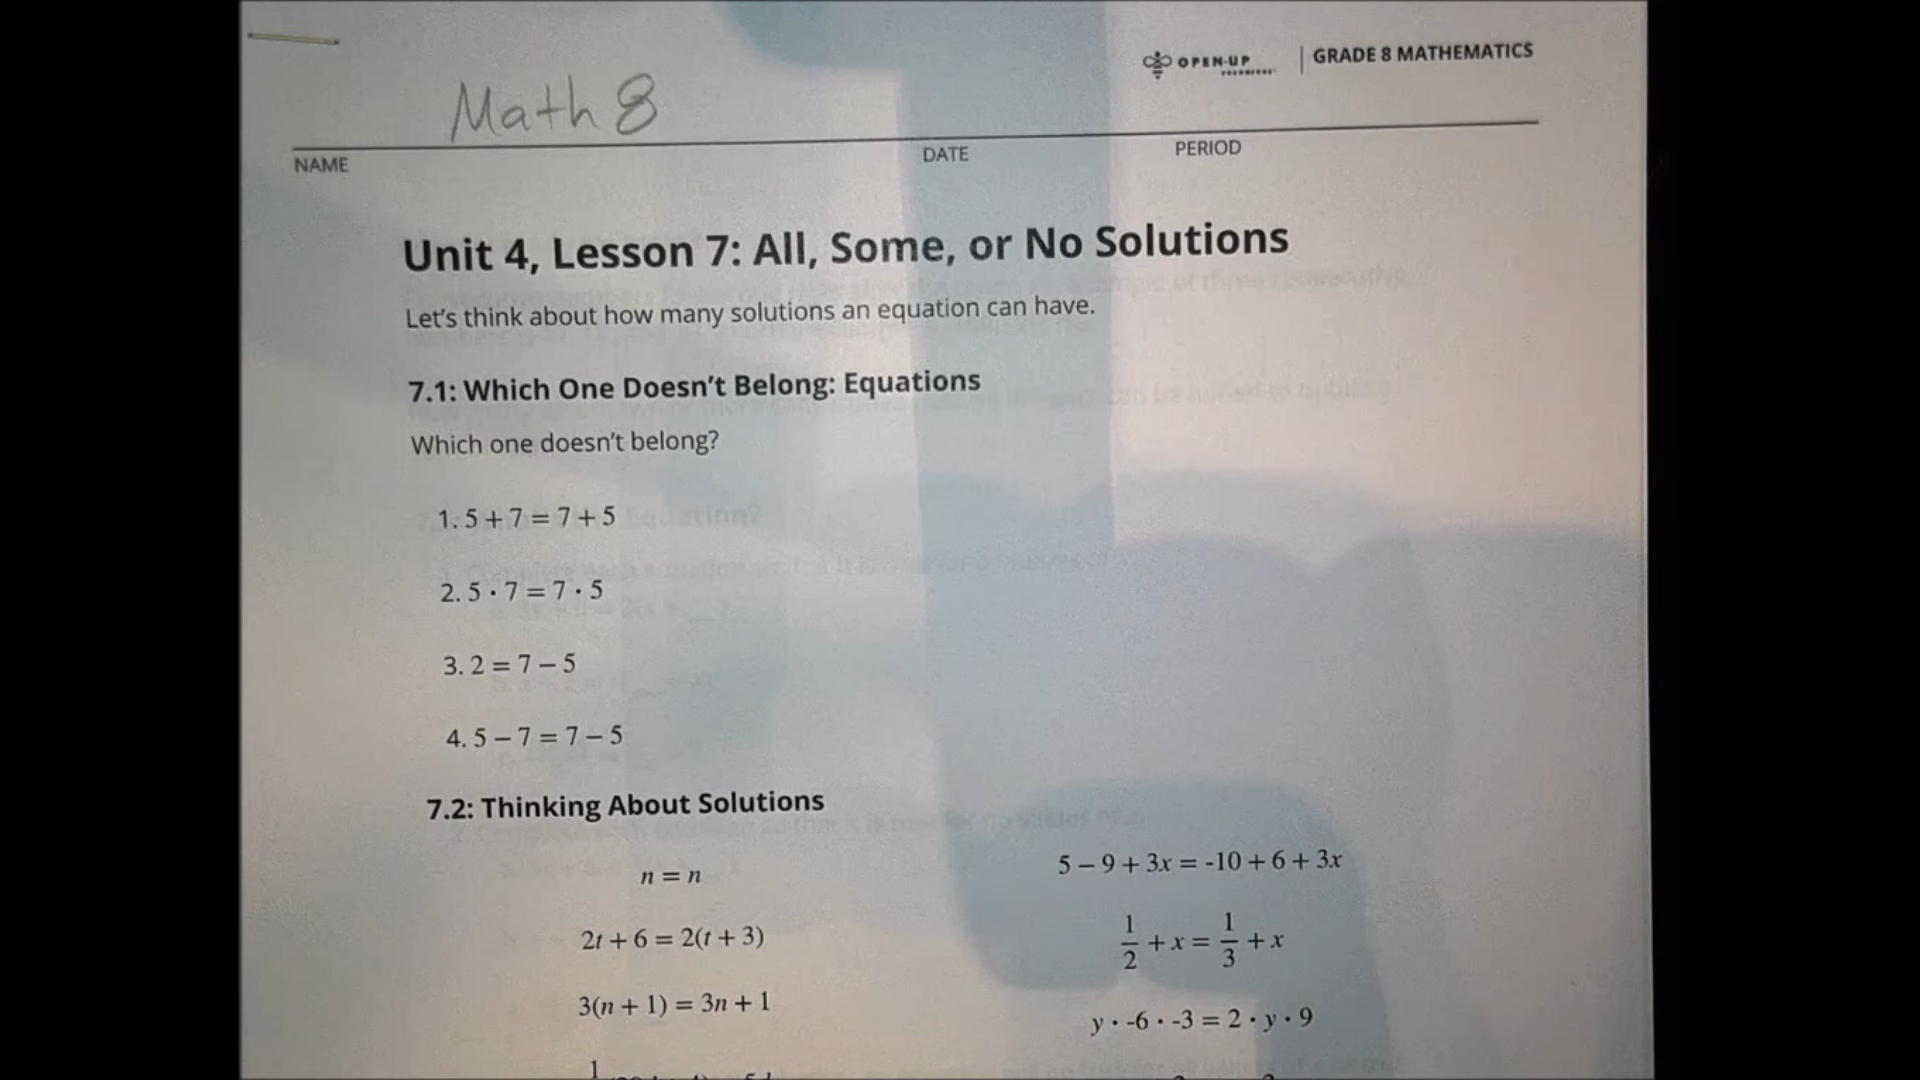 Math 8
OPEN-UP
GRADE 8 MATHEMATICS
NAME
DATE
PERIOD
Unit 4, Lesson 7: All, Some, or No Solutions
Let's think about how many solutions an equation can have.
7.1: Which One Doesn't Belong: Equations
Which one doesn't belong?
1. 5 + 7 = 7 + 5
2. 5 · 7 = 7 · 5
3. 2 = 7 – 5
4. 5 – 7 = 7 – 5
7.2: Thinking About Solutions
n = n
2t + 6 = 2(t + 3)
3(n + 1) = 3n + 1
5 – 9 + 3x = -10 + 6 + 3x
1/2 + x = 1/3 + x
y · -6 · -3 = 2 · y · 9